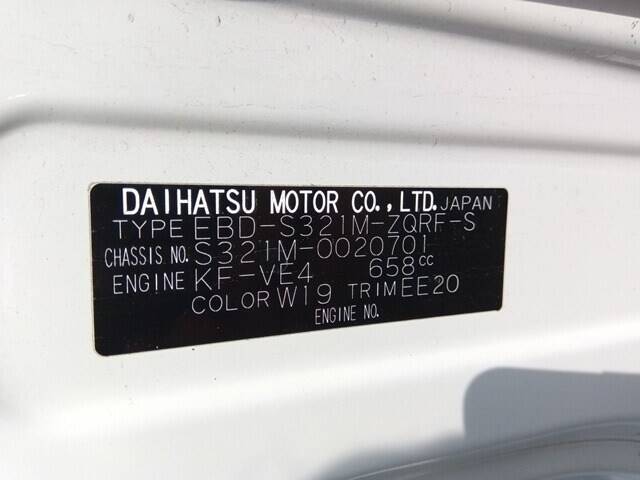 DAIHATSU MOTOR CO., LTD. JAPAN
TYPE EBD-S321M-ZQRF-S
CHASSIS NO. S321M-0020701
ENGINE KF-VE4 658cc
COLOR W19 TRIM EE20
ENGINE NO.